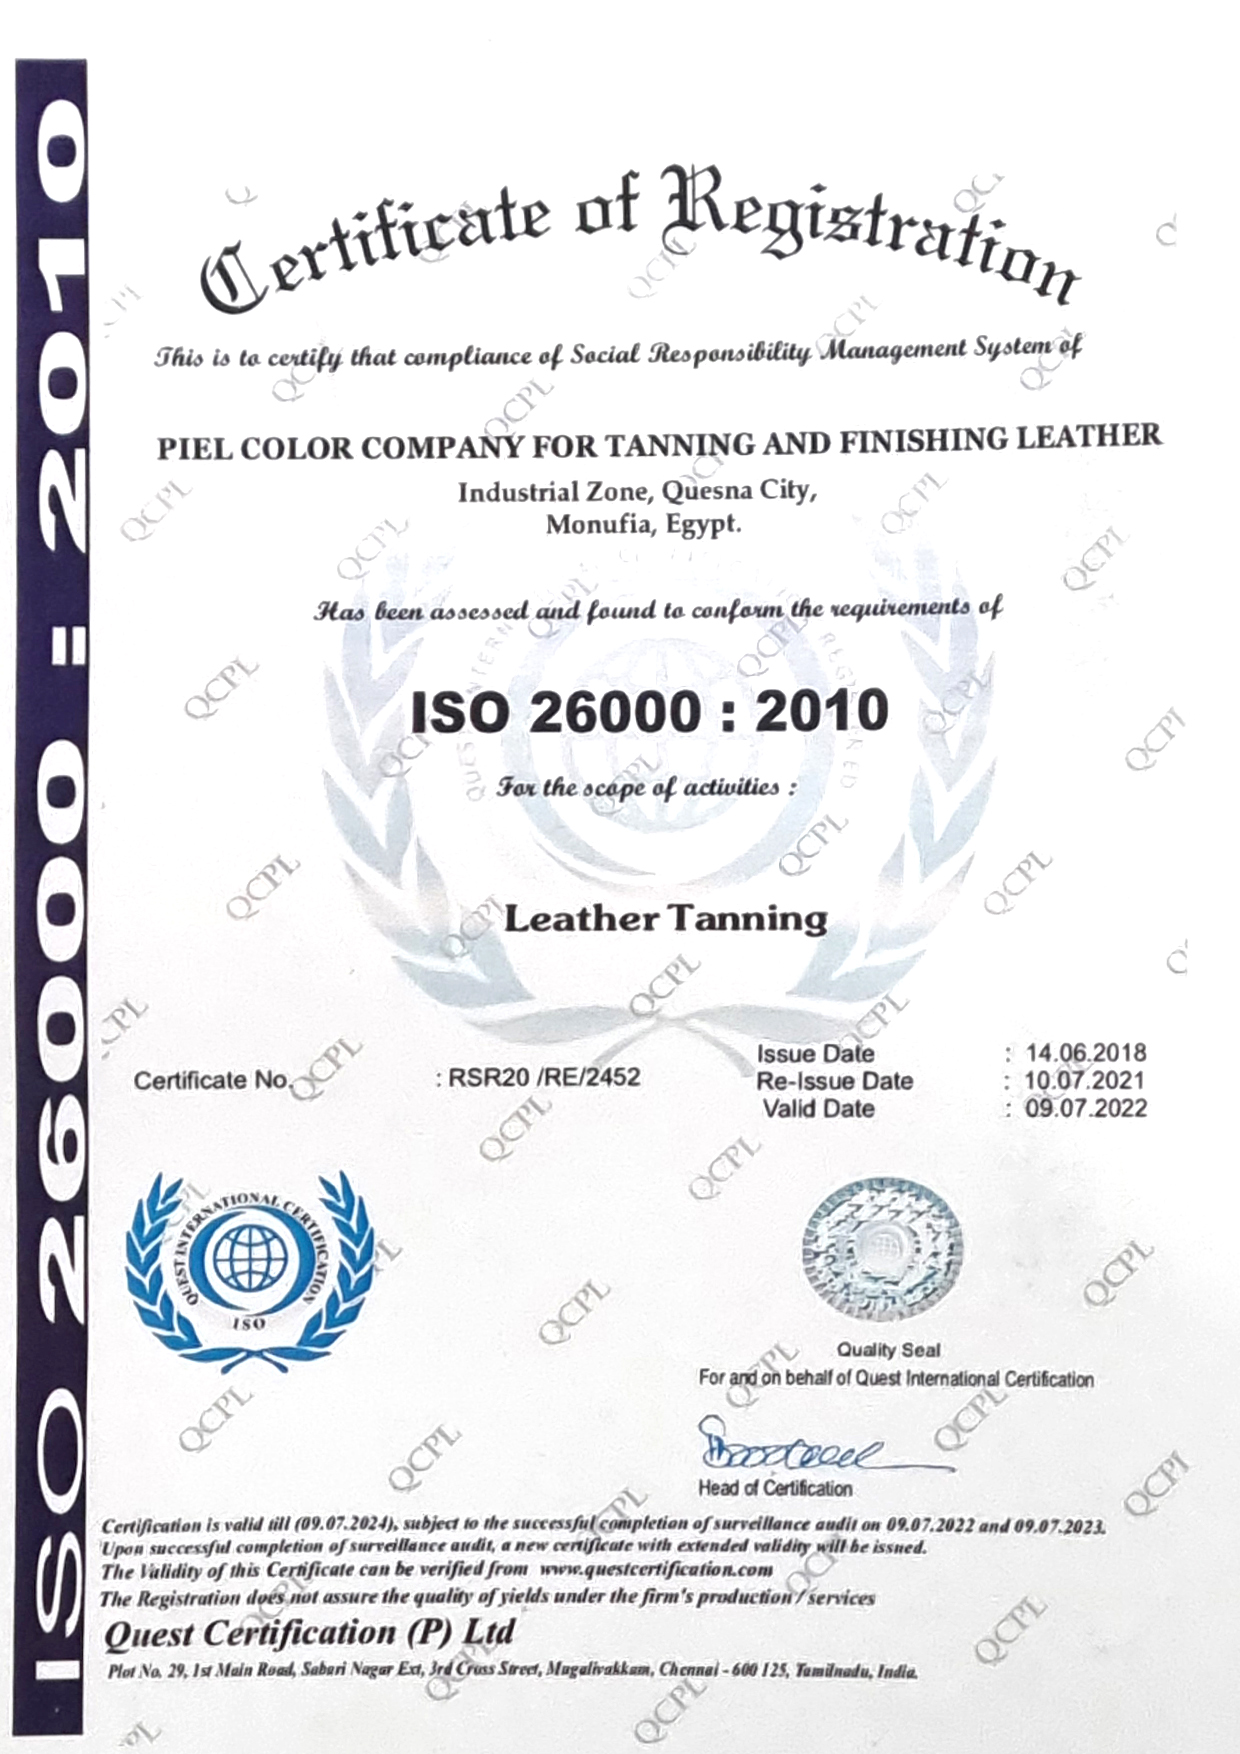 ISO 26000 : 2010
Certificate of Registration
This is to certify that compliance of Social Responsibility Management System of
PIEL COLOR COMPANY FOR TANNING AND FINISHING LEATHER
Industrial Zone, Quesna City,
Monufia, Egypt.
Has been assessed and found to conform the requirements of
ISO 26000 : 2010
For the scope of activities :
Leather Tanning
Certificate No. : RSR20 /RE/2452
Issue Date : 14.06.2018
Re-Issue Date : 10.07.2021
Valid Date : 09.07.2022
QUEST INTERNATIONAL CERTIFICATION
ISO
Quality Seal
For and on behalf of Quest International Certification
Head of Certification
Certification is valid till (09.07.2024), subject to the successful completion of surveillance audit on 09.07.2022 and 09.07.2023.
Upon successful completion of surveillance audit, a new certificate with extended validity will be issued.
The Validity of this Certificate can be verified from www.questcertification.com
The Registration does not assure the quality of yields under the firm's production / services
Quest Certification (P) Ltd
Plot No. 29, 1st Main Road, Sabari Nagar Ext, 3rd Cross Street, Mugalivakkam, Chennai - 600 125, Tamilnadu, India.
QCPL